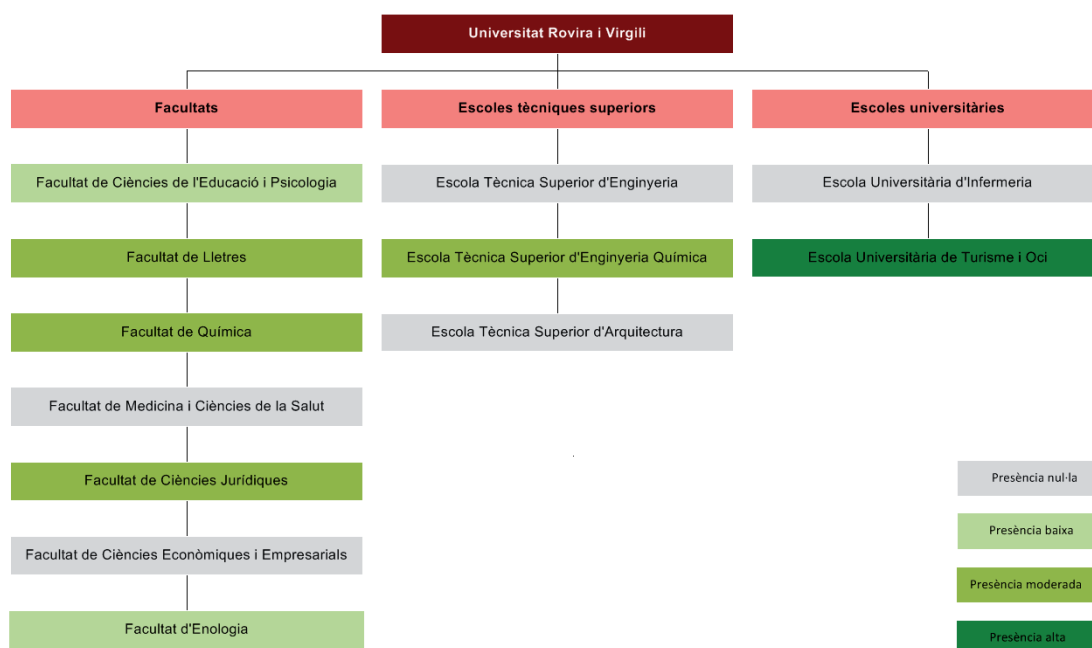 Universitat Rovira i Virgili
Facultats
Escoles tècniques superiors
Escoles universitàries
Facultat de Ciències de l'Educació i Psicologia
Escola Tècnica Superior d'Enginyeria
Escola Universitària d'Infermeria
Facultat de Lletres
Escola Tècnica Superior d'Enginyeria Química
Escola Universitària de Turisme i Oci
Facultat de Química
Escola Tècnica Superior d'Arquitectura
Facultat de Medicina i Ciències de la Salut
Facultat de Ciències Jurídiques
Facultat de Ciències Econòmiques i Empresarials
Facultat d'Enologia
Presència nul·la
Presència baixa
Presència moderada
Presència alta